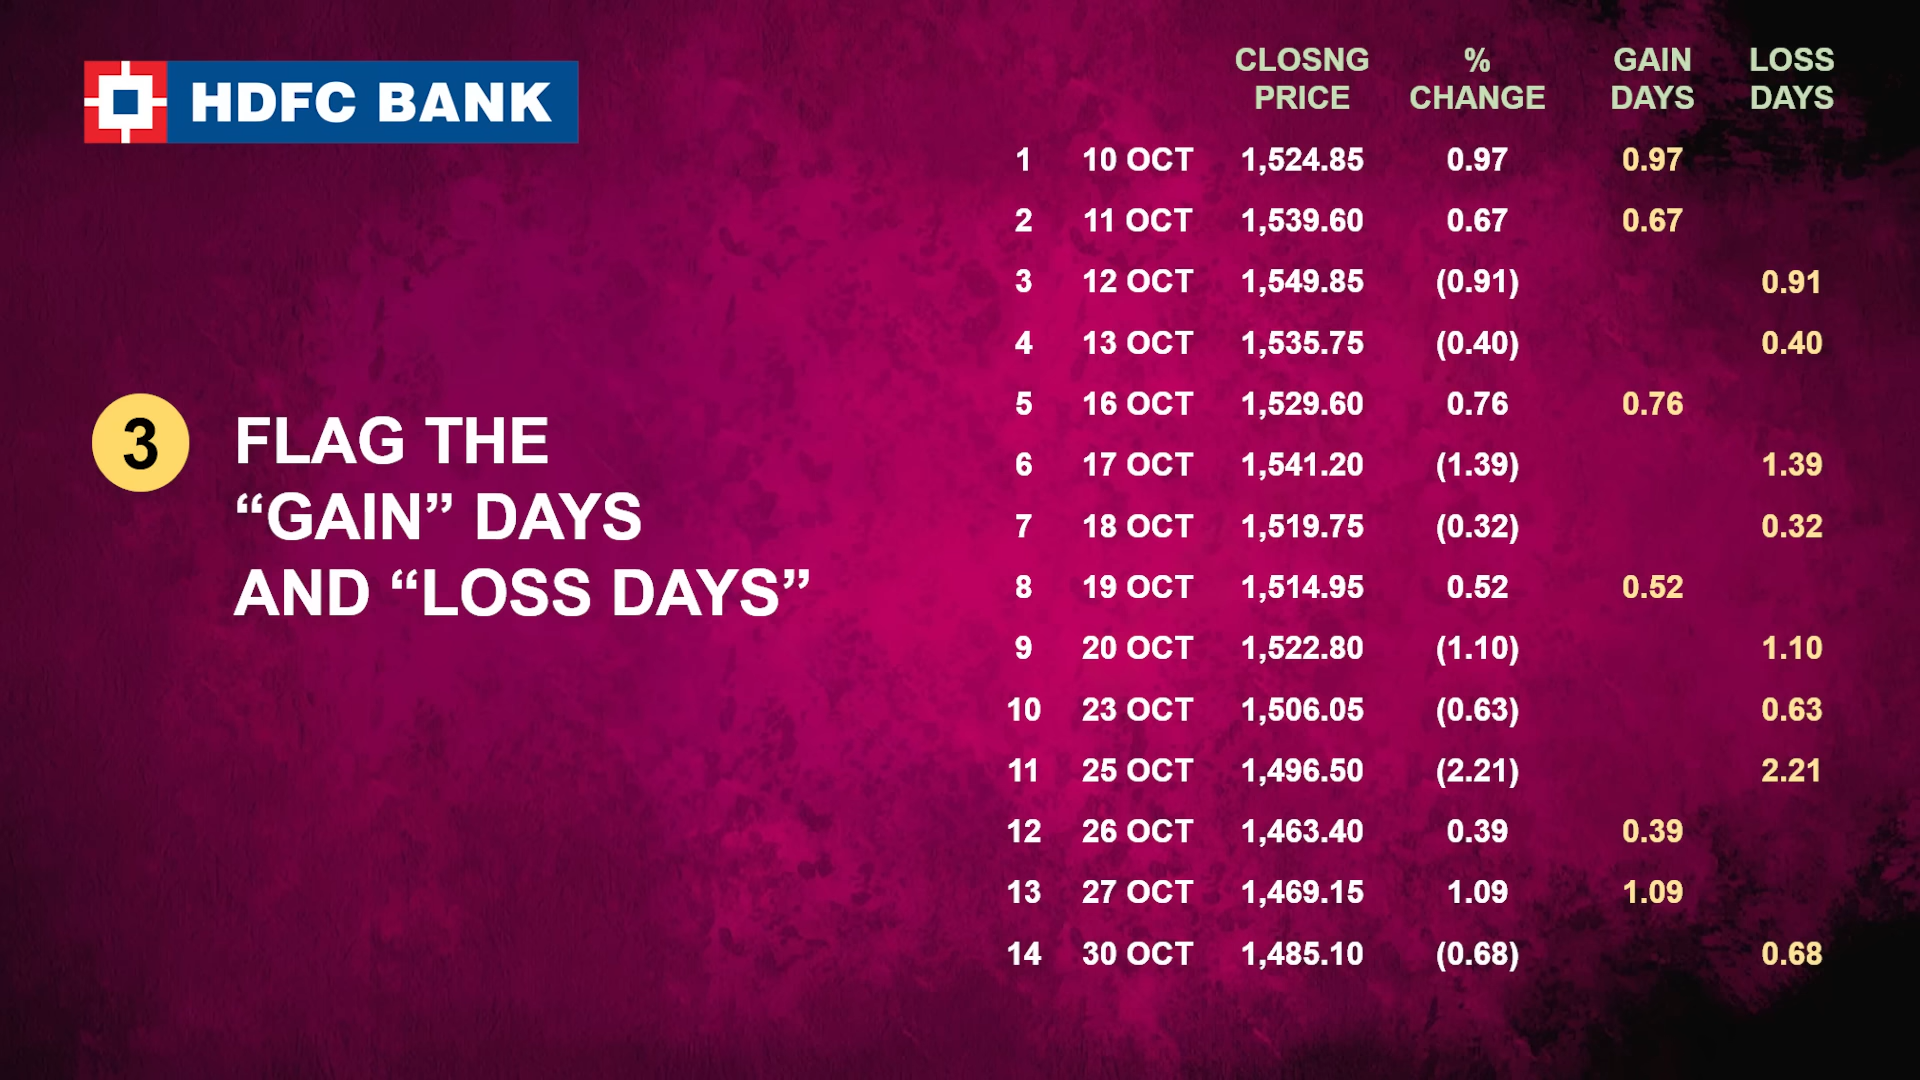 HDFC BANK
3 FLAG THE
“GAIN” DAYS
AND “LOSS DAYS”
CLOSNG PRICE % CHANGE GAIN DAYS LOSS DAYS
1 10 OCT 1,524.85 0.97 0.97
2 11 OCT 1,539.60 0.67 0.67
3 12 OCT 1,549.85 (0.91) 0.91
4 13 OCT 1,535.75 (0.40) 0.40
5 16 OCT 1,529.60 0.76 0.76
6 17 OCT 1,541.20 (1.39) 1.39
7 18 OCT 1,519.75 (0.32) 0.32
8 19 OCT 1,514.95 0.52 0.52
9 20 OCT 1,522.80 (1.10) 1.10
10 23 OCT 1,506.05 (0.63) 0.63
11 25 OCT 1,496.50 (2.21) 2.21
12 26 OCT 1,463.40 0.39 0.39
13 27 OCT 1,469.15 1.09 1.09
14 30 OCT 1,485.10 (0.68) 0.68